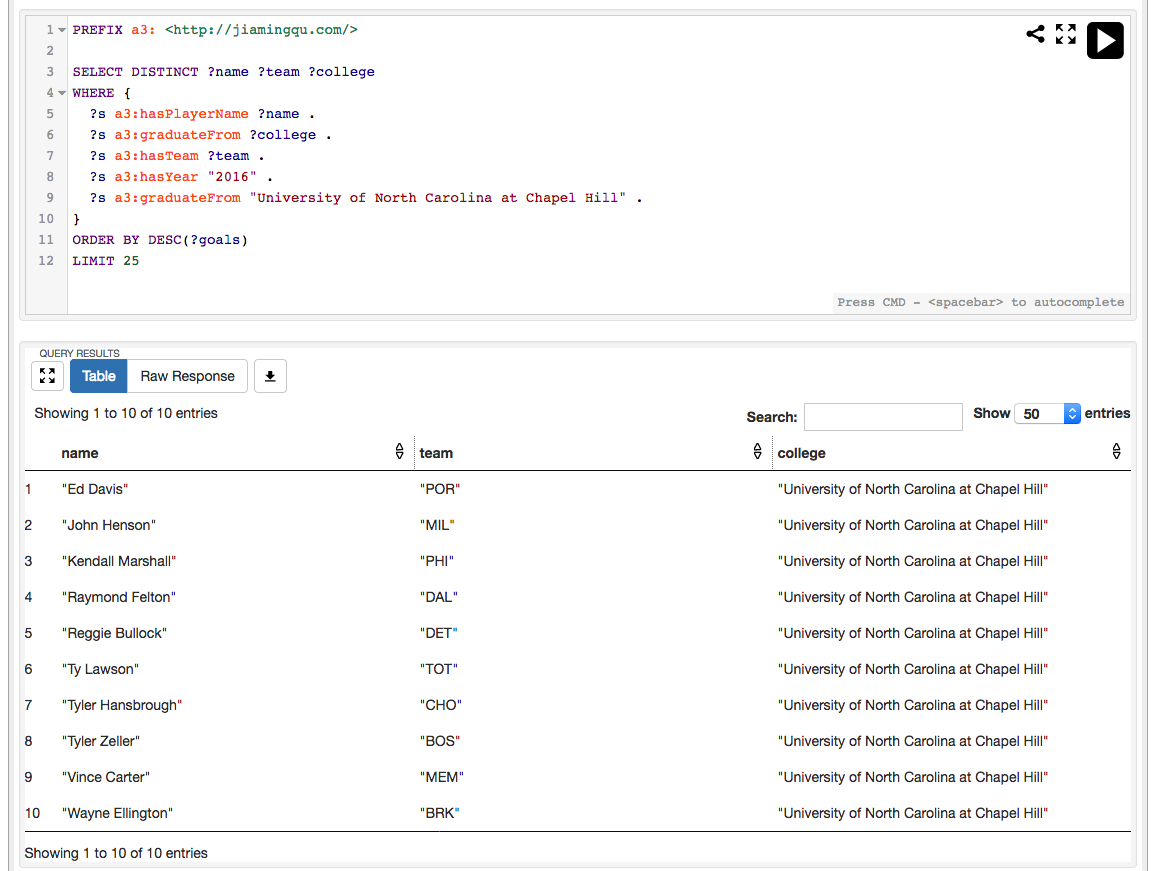 1 PREFIX a3: <http://jiamingqu.com/>
2
3 SELECT DISTINCT ?name ?team ?college
4 WHERE {
5 ?s a3:hasPlayerName ?name .
6 ?s a3:graduateFrom ?college .
7 ?s a3:hasTeam ?team .
8 ?s a3:hasYear "2016" .
9 ?s a3:graduateFrom "University of North Carolina at Chapel Hill" .
10 }
11 ORDER BY DESC(?goals)
12 LIMIT 25
Press CMD - <spacebar> to autocomplete
QUERY RESULTS
Table Raw Response
Showing 1 to 10 of 10 entries Search: Show 50 entries
name team college
1 "Ed Davis" "POR" "University of North Carolina at Chapel Hill"
2 "John Henson" "MIL" "University of North Carolina at Chapel Hill"
3 "Kendall Marshall" "PHI" "University of North Carolina at Chapel Hill"
4 "Raymond Felton" "DAL" "University of North Carolina at Chapel Hill"
5 "Reggie Bullock" "DET" "University of North Carolina at Chapel Hill"
6 "Ty Lawson" "TOT" "University of North Carolina at Chapel Hill"
7 "Tyler Hansbrough" "CHO" "University of North Carolina at Chapel Hill"
8 "Tyler Zeller" "BOS" "University of North Carolina at Chapel Hill"
9 "Vince Carter" "MEM" "University of North Carolina at Chapel Hill"
10 "Wayne Ellington" "BRK" "University of North Carolina at Chapel Hill"
Showing 1 to 10 of 10 entries